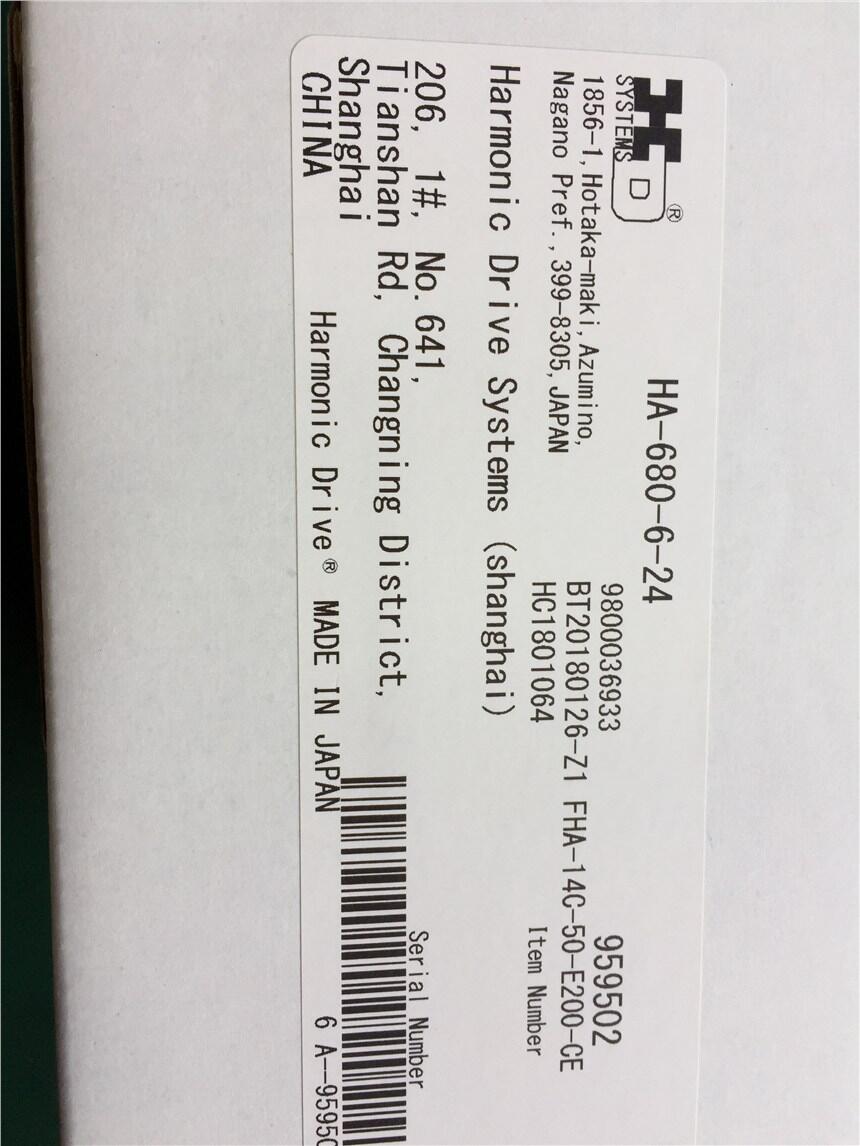 HA-680-6-24
D
®
SYSTEMS
1856-1, Hotaka-maki, Azumino,
Nagano Pref., 399-8305, JAPAN
9800036933
959502
BT20180126-Z1 FHA-14C-50-E200-CE
HC1801064
Item Number
Harmonic Drive Systems (shanghai)
206, 1#, No. 641,
Tianshan Rd, Changning District,
Shanghai
CHINA
Serial Number
Harmonic Drive® MADE IN JAPAN
6 A--95950